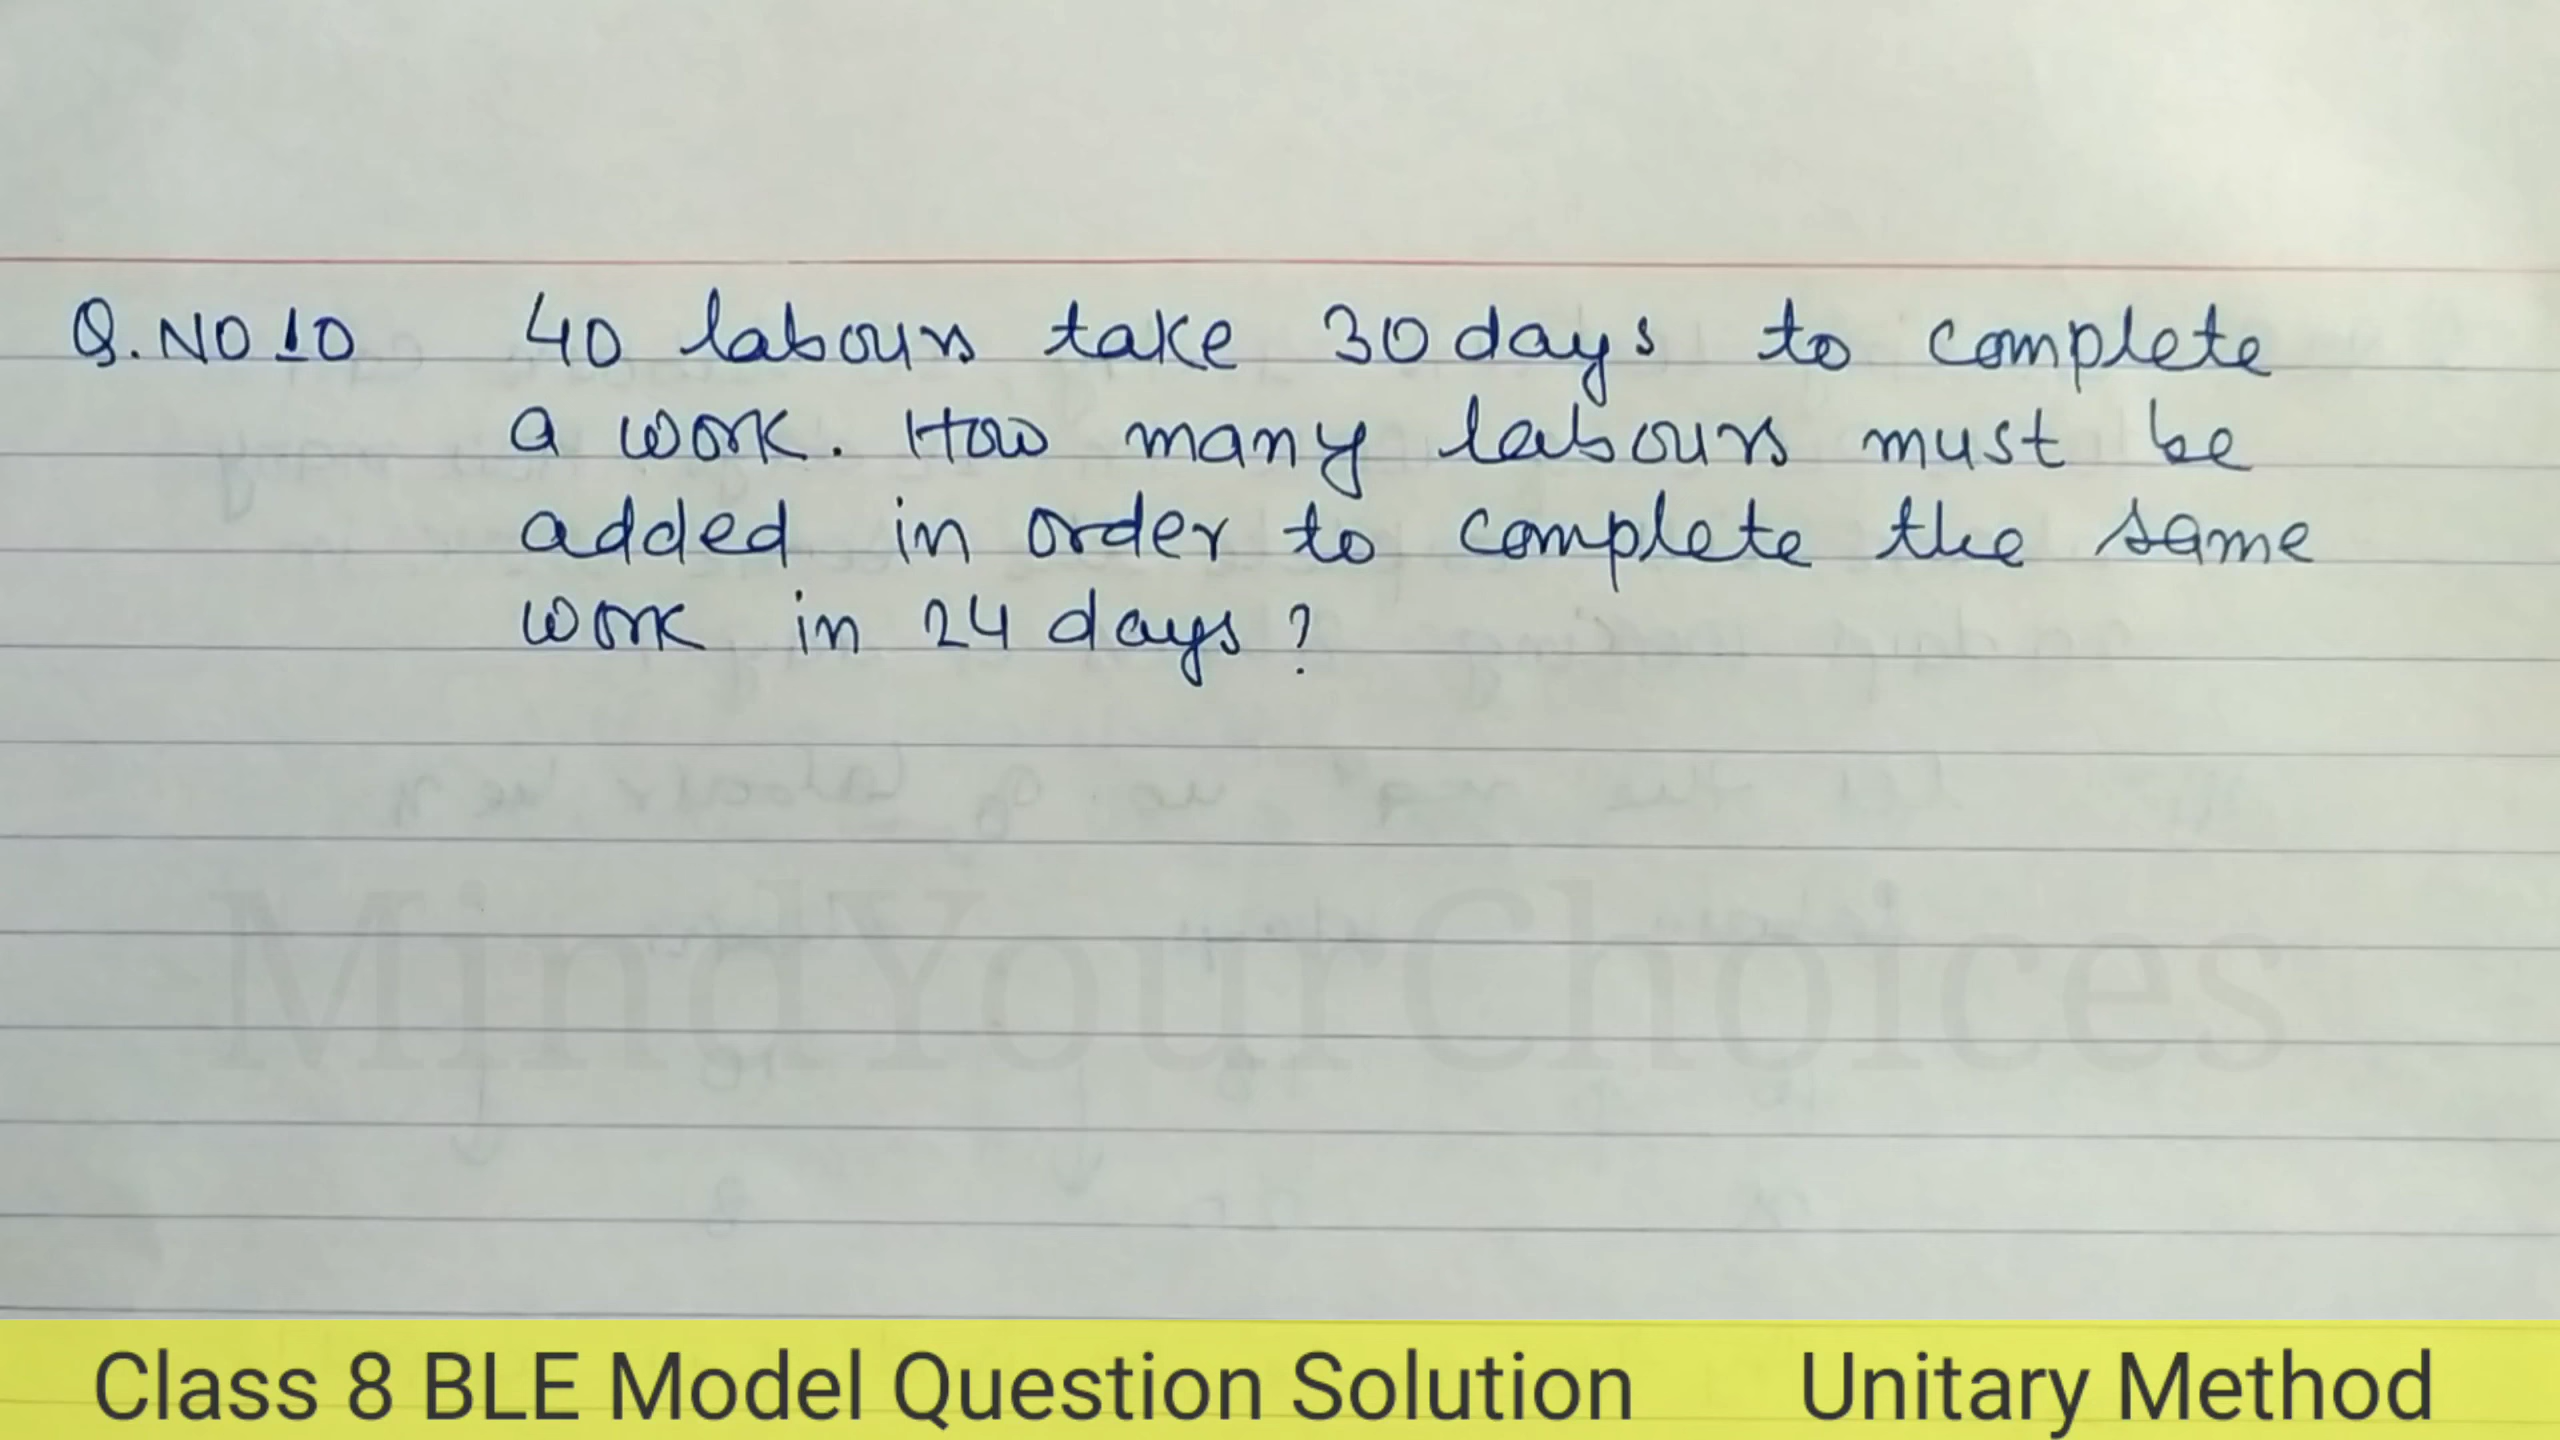 Q.NO 10 40 labours take 30 days to complete
a work. How many labours must be
added in order to complete the same
work in 24 days?
MindYourChoices
Class 8 BLE Model Question Solution Unitary Method